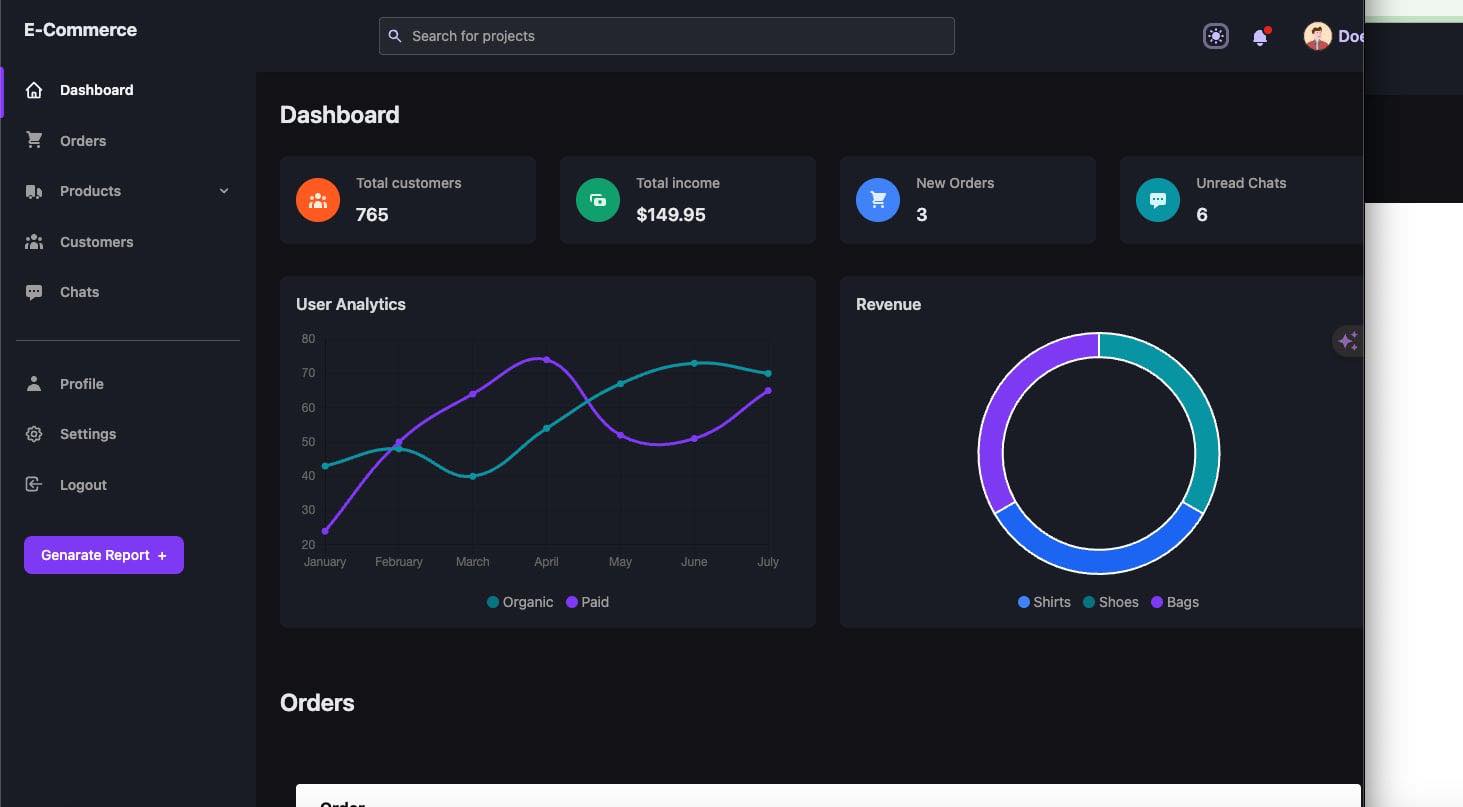 E-Commerce
Search for projects
Doe
Dashboard
Orders
Products
Customers
Chats
Profile
Settings
Logout
Genarate Report +
Dashboard
Total customers
765
Total income
$149.95
New Orders
3
Unread Chats
6
User Analytics
80
70
60
50
40
30
20
January February March April May June July
Organic Paid
Revenue
Shirts Shoes Bags
Orders
Order